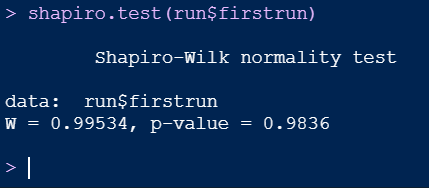 > shapiro.test(run$firstrun)
Shapiro-Wilk normality test
data:  run$firstrun
W = 0.99534, p-value = 0.9836
>